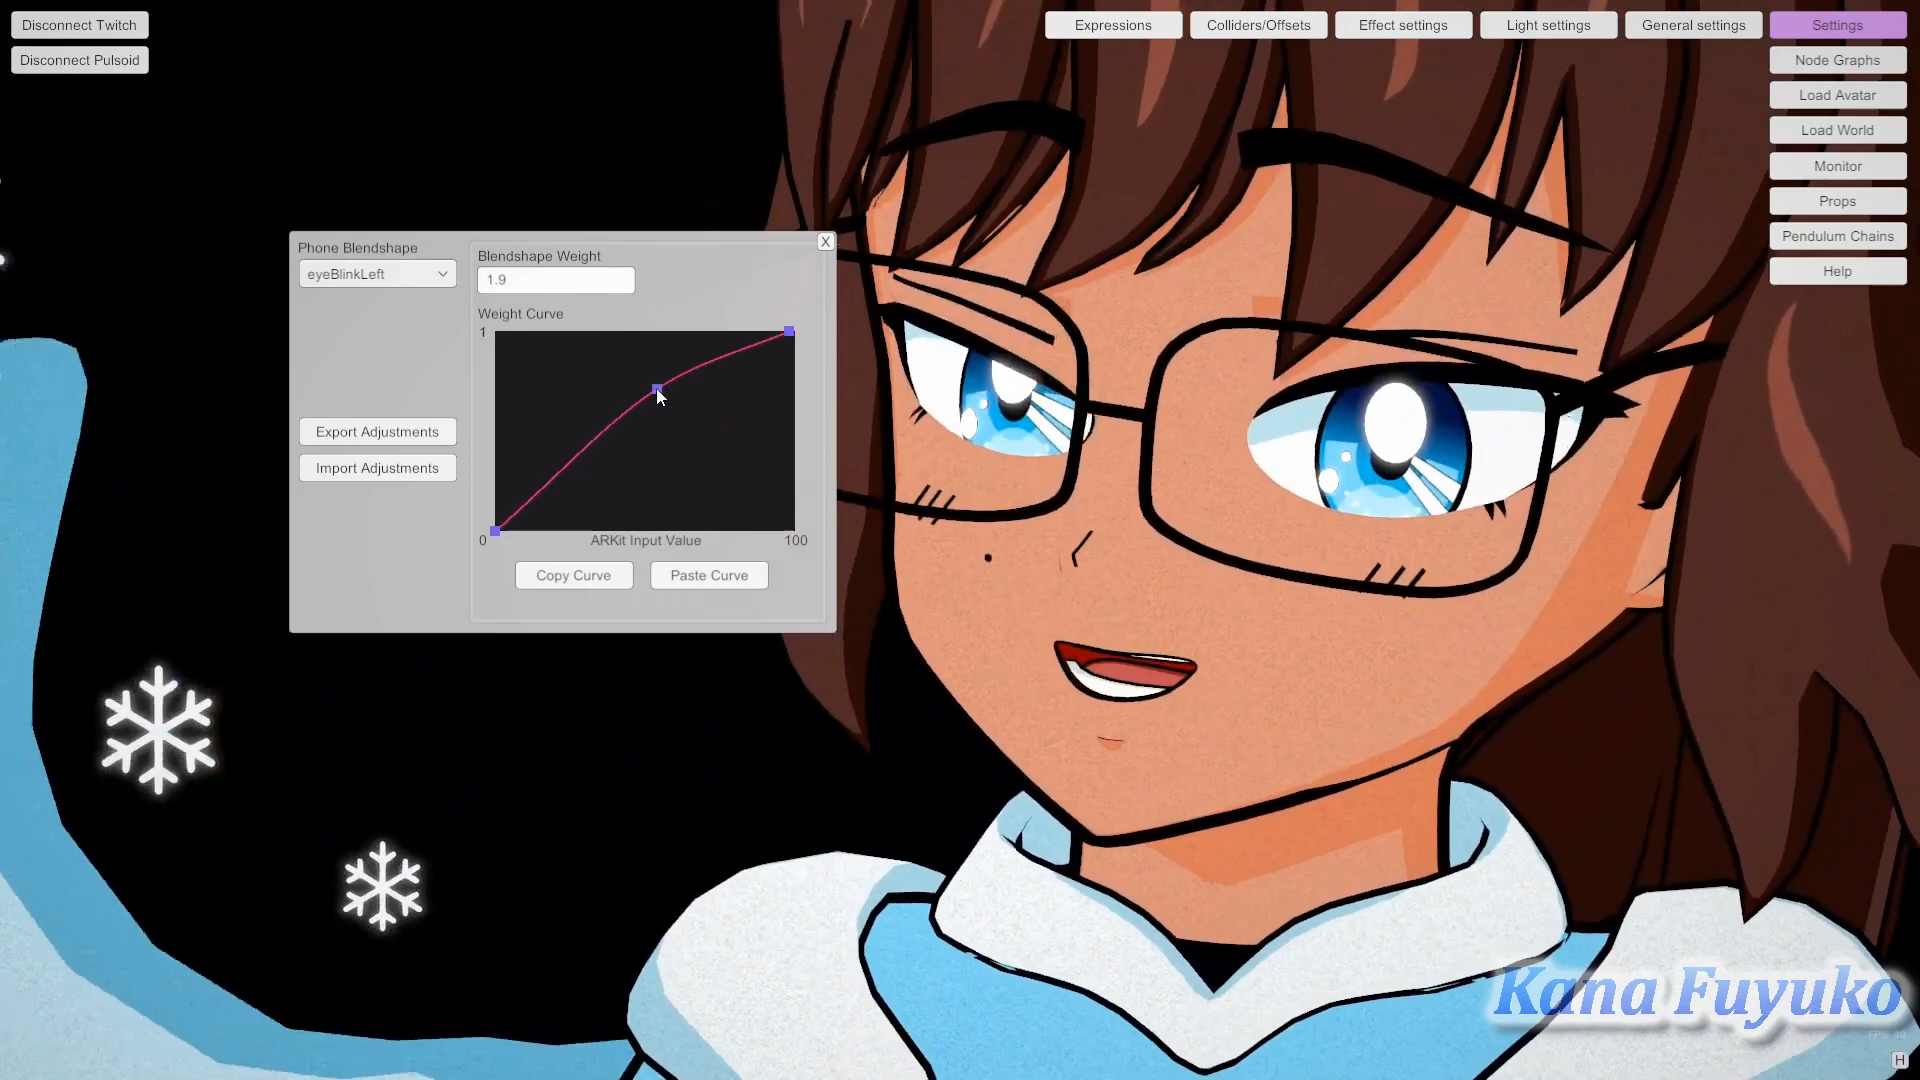 Disconnect Twitch
Disconnect Pulsoid
Expressions
Colliders/Offsets
Effect settings
Light settings
General settings
Settings
Node Graphs
Load Avatar
Load World
Monitor
Props
Pendulum Chains
Help
X
Phone Blendshape
eyeBlinkLeft
Export Adjustments
Import Adjustments
Blendshape Weight
1.9
Weight Curve
1
0
ARKit Input Value
100
Copy Curve
Paste Curve
Kana Fuyuko
H